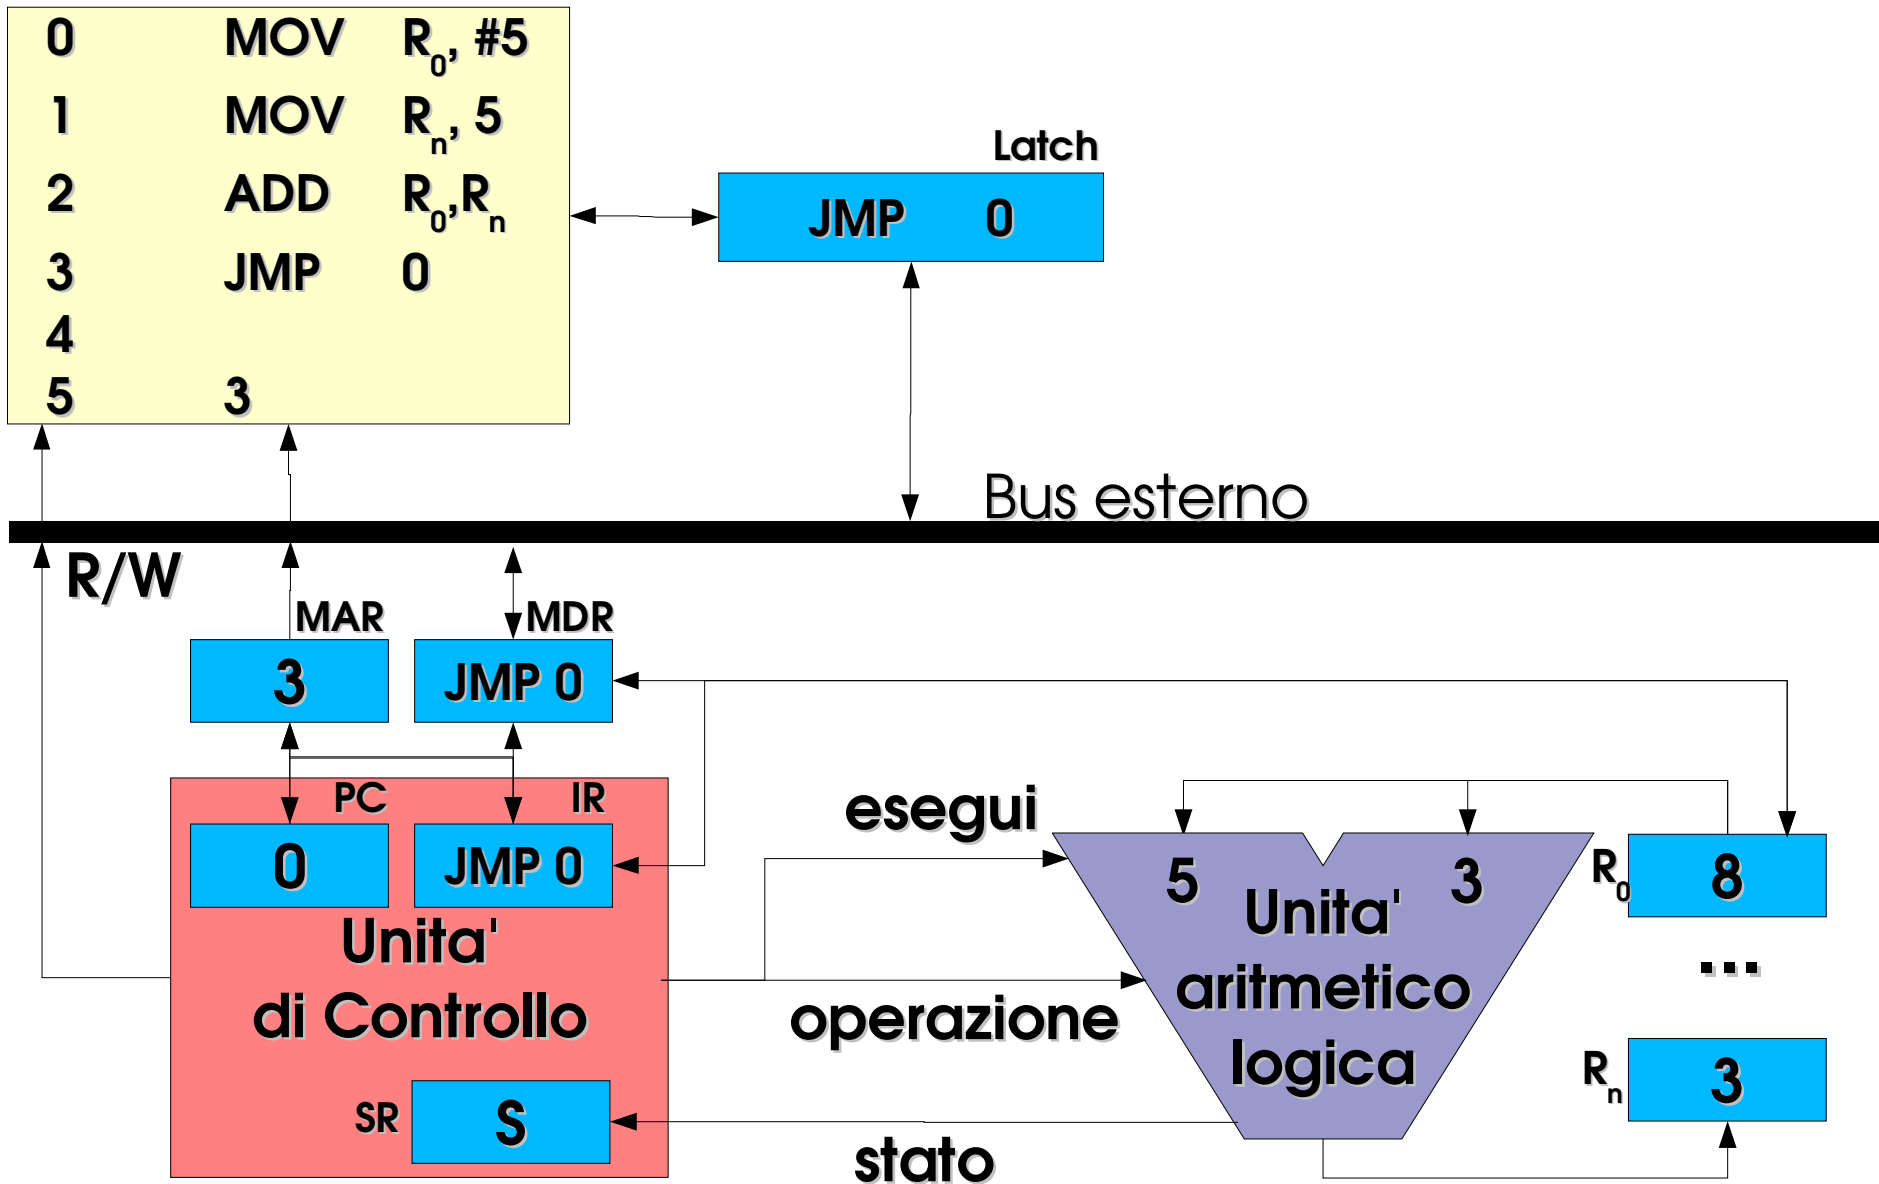 0 MOV R0, #5
1 MOV Rn, 5
2 ADD R0,Rn
3 JMP 0
4
5 3
Latch
JMP 0
Bus esterno
R/W
MAR
MDR
3
JMP 0
PC
IR
0
JMP 0
Unita'
di Controllo
SR
S
esegui
operazione
stato
5
3
Unita'
aritmetico
logica
R0
8
...
Rn
3